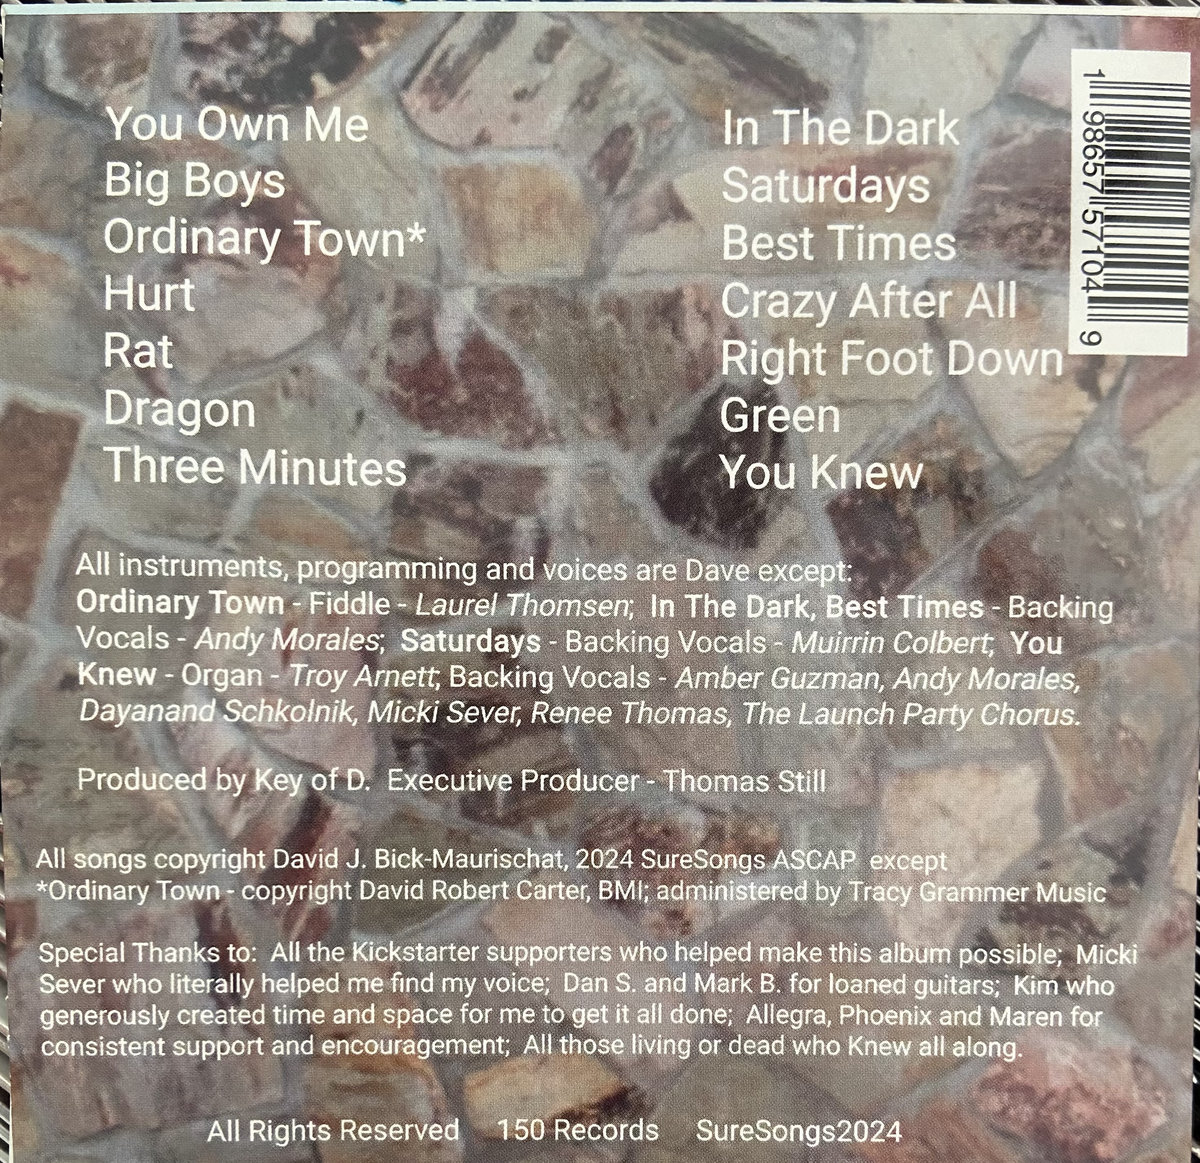 You Own Me
Big Boys
Ordinary Town*
Hurt
Rat
Dragon
Three Minutes
In The Dark
Saturdays
Best Times
Crazy After All
Right Foot Down
Green
You Knew
1 98657 57104 9
All instruments, programming and voices are Dave except:
Ordinary Town - Fiddle - Laurel Thomsen;  In The Dark, Best Times - Backing
Vocals - Andy Morales;  Saturdays - Backing Vocals - Muirrin Colbert;  You
Knew - Organ - Troy Arnett; Backing Vocals - Amber Guzman, Andy Morales,
Dayanand Schkolnik, Micki Sever, Renee Thomas, The Launch Party Chorus.
Produced by Key of D.  Executive Producer - Thomas Still
All songs copyright David J. Bick-Maurischat, 2024 SureSongs ASCAP  except
*Ordinary Town - copyright David Robert Carter, BMI; administered by Tracy Grammer Music
Special Thanks to:  All the Kickstarter supporters who helped make this album possible;  Micki
Sever who literally helped me find my voice;  Dan S. and Mark B. for loaned guitars;  Kim who
generously created time and space for me to get it all done;  Allegra, Phoenix and Maren for
consistent support and encouragement;  All those living or dead who Knew all along.
All Rights Reserved     150 Records     SureSongs2024